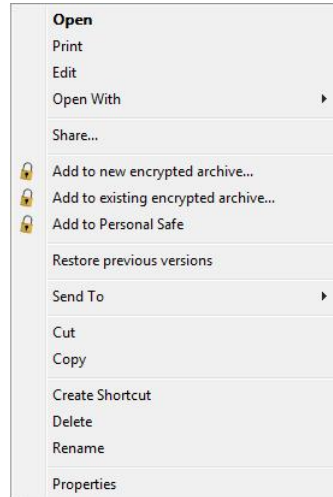 Open
Print
Edit
Open With
Share...
Add to new encrypted archive...
Add to existing encrypted archive...
Add to Personal Safe
Restore previous versions
Send To
Cut
Copy
Create Shortcut
Delete
Rename
Properties